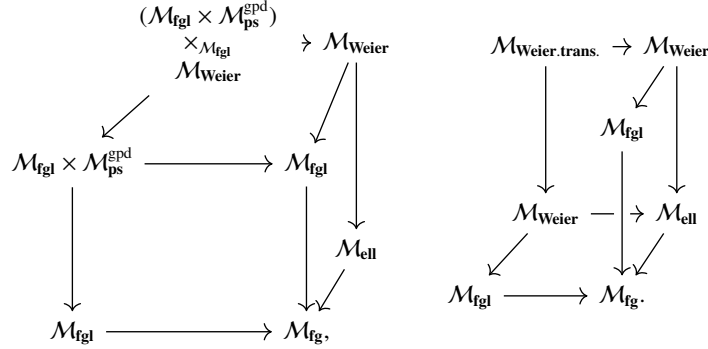 (M_fgl × M_ps^gpd)
×_{M_fgl} → M_Weier
M_Weier
M_Weier.trans. → M_Weier
M_fgl
M_fgl × M_ps^gpd → M_fgl
M_Weier → M_ell
M_ell
M_fgl → M_fg.
M_fgl → M_fg,